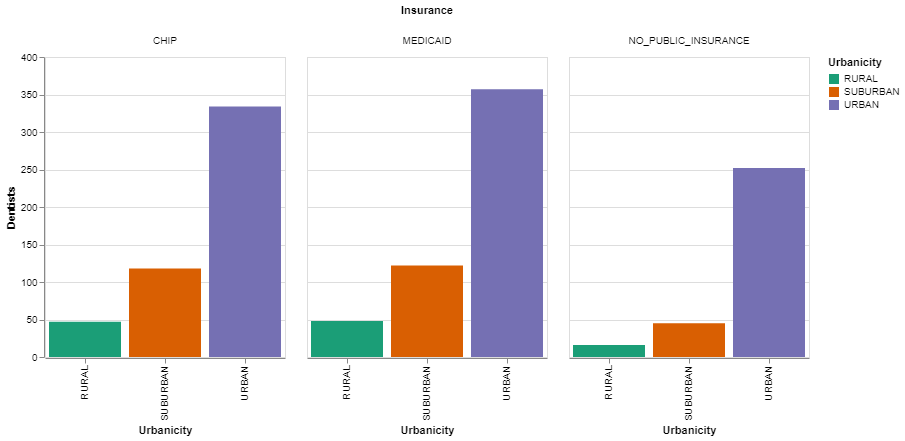 Insurance
CHIP
MEDICAID
NO_PUBLIC_INSURANCE
400
350
300
250
200
150
100
50
0
Dentists
RURAL
SUBURBAN
URBAN
Urbanicity
RURAL
SUBURBAN
URBAN
Urbanicity
RURAL
SUBURBAN
URBAN
Urbanicity
Urbanicity
RURAL
SUBURBAN
URBAN